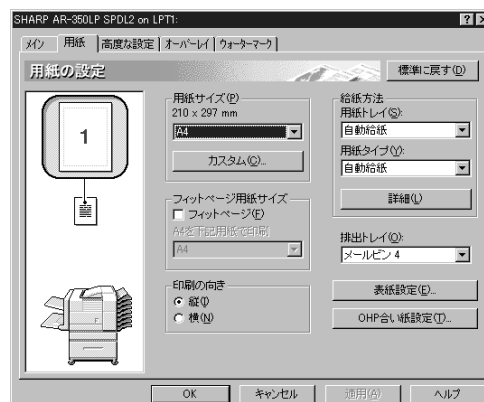 SHARP AR-350LP SPDL2 on LPT1:
メイン 用紙 高度な設定 オーバーレイ ウォーターマーク
用紙の設定 標準に戻す(D)
1
用紙サイズ(P)
210 x 297 mm
A4
カスタム(C)...
フィットページ用紙サイズ
フィットページ(F)
A4を下記用紙で印刷
A4
印刷の向き
縦(I)
横(N)
給紙方法
用紙トレイ(S):
自動給紙
用紙タイプ(Y):
自動給紙
詳細(L)
排出トレイ(O):
メールビン 4
表紙設定(E)...
OHP合い紙設定(T)...
OK キャンセル 適用(A) ヘルプ